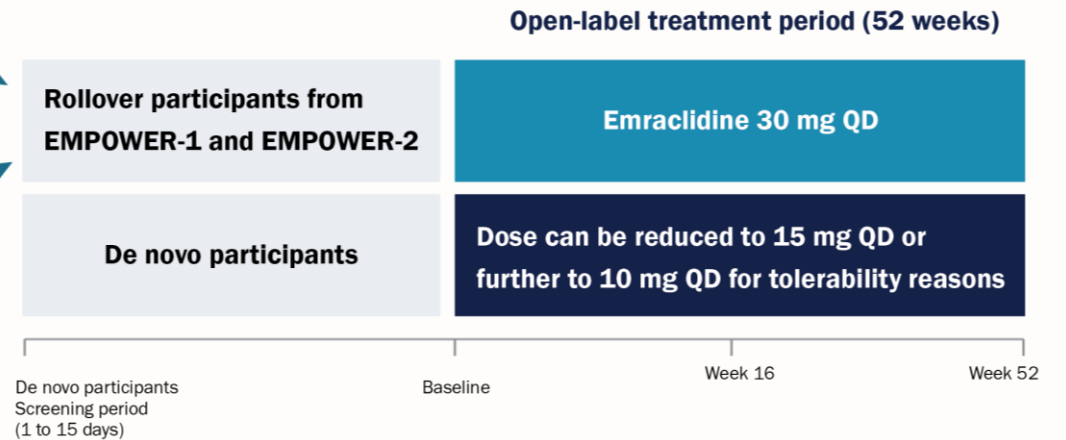 Open-label treatment period (52 weeks)
Rollover participants from
EMPOWER-1 and EMPOWER-2
Emraclidine 30 mg QD
De novo participants
Dose can be reduced to 15 mg QD or
further to 10 mg QD for tolerability reasons
De novo participants
Screening period
(1 to 15 days)
Baseline
Week 16
Week 52